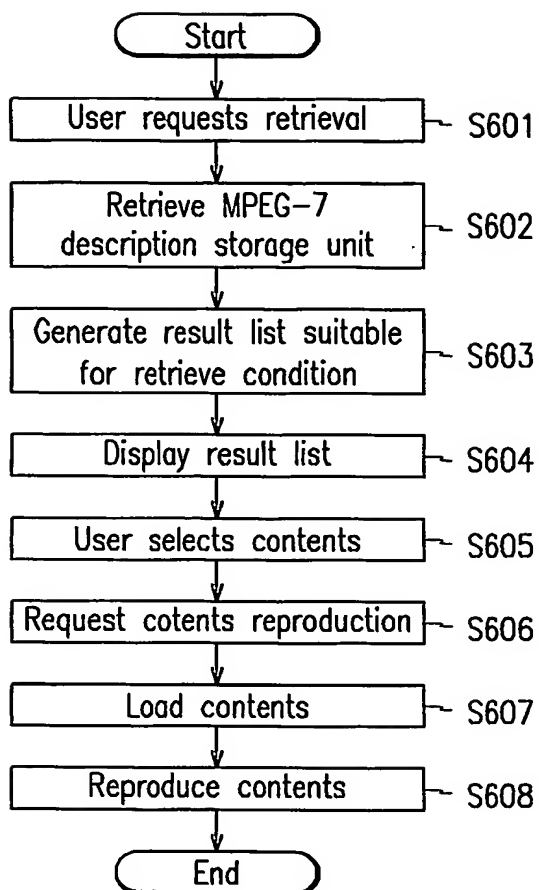 Start
User requests retrieval S601
Retrieve MPEG-7
description storage unit S602
Generate result list suitable
for retrieve condition S603
Display result list S604
User selects contents S605
Request cotents reproduction S606
Load contents S607
Reproduce contents S608
End